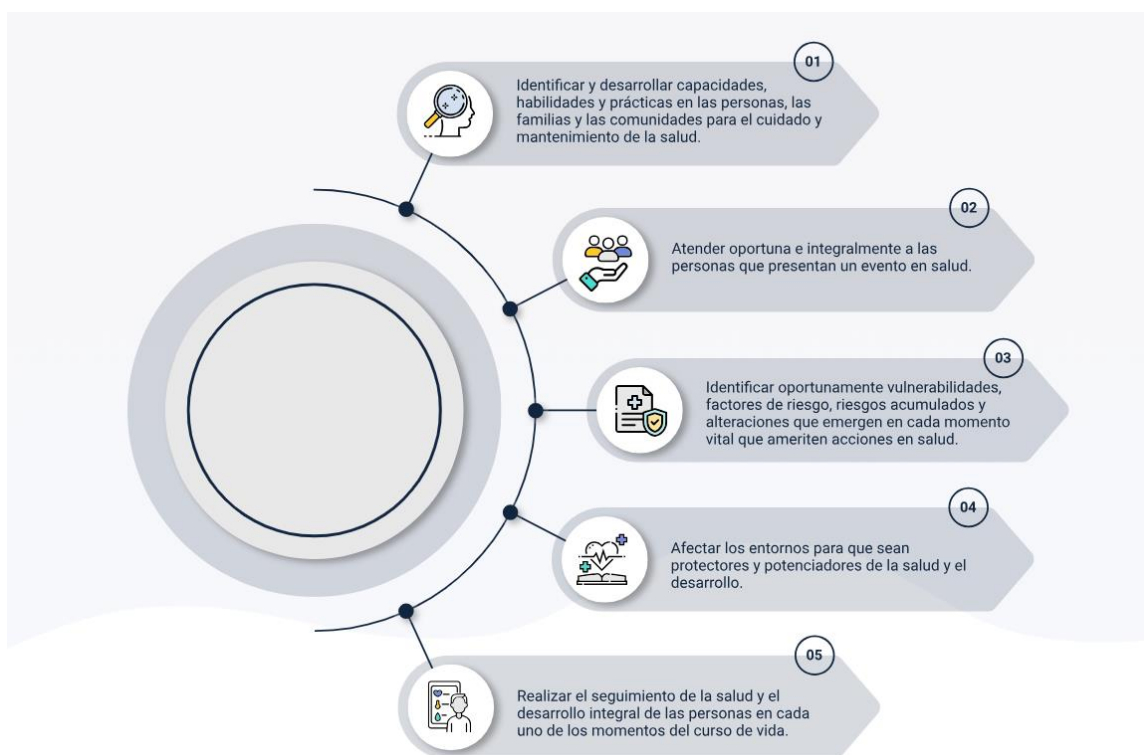 01
Identificar y desarrollar capacidades,
habilidades y prácticas en las personas, las
familias y las comunidades para el cuidado y
mantenimiento de la salud.
02
Atender oportuna e integralmente a las
personas que presentan un evento en salud.
03
Identificar oportunamente vulnerabilidades,
factores de riesgo, riesgos acumulados y
alteraciones que emergen en cada momento
vital que ameriten acciones en salud.
04
Afectar los entornos para que sean
protectores y potenciadores de la salud y el
desarrollo.
05
Realizar el seguimiento de la salud y el
desarrollo integral de las personas en cada
uno de los momentos del curso de vida.